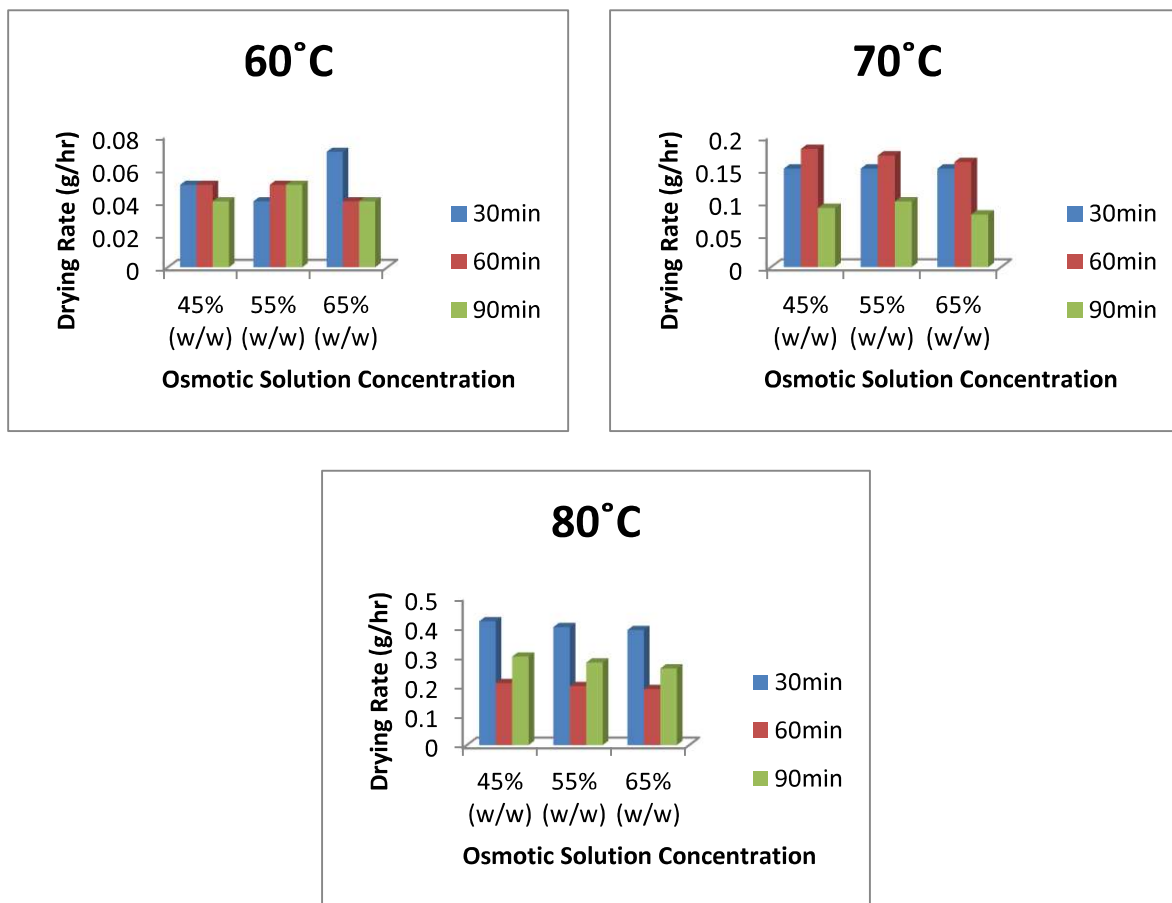 60˚C
Drying Rate (g/hr)
0.08
0.06
0.04
0.02
0
45% 55% 65%
(w/w) (w/w) (w/w)
Osmotic Solution Concentration
30min
60min
90min
70˚C
Drying Rate (g/hr)
0.2
0.15
0.1
0.05
0
45% 55% 65%
(w/w) (w/w) (w/w)
Osmotic Solution Concentration
30min
60min
90min
80˚C
Drying Rate (g/hr)
0.5
0.4
0.3
0.2
0.1
0
45% 55% 65%
(w/w) (w/w) (w/w)
Osmotic Solution Concentration
30min
60min
90min